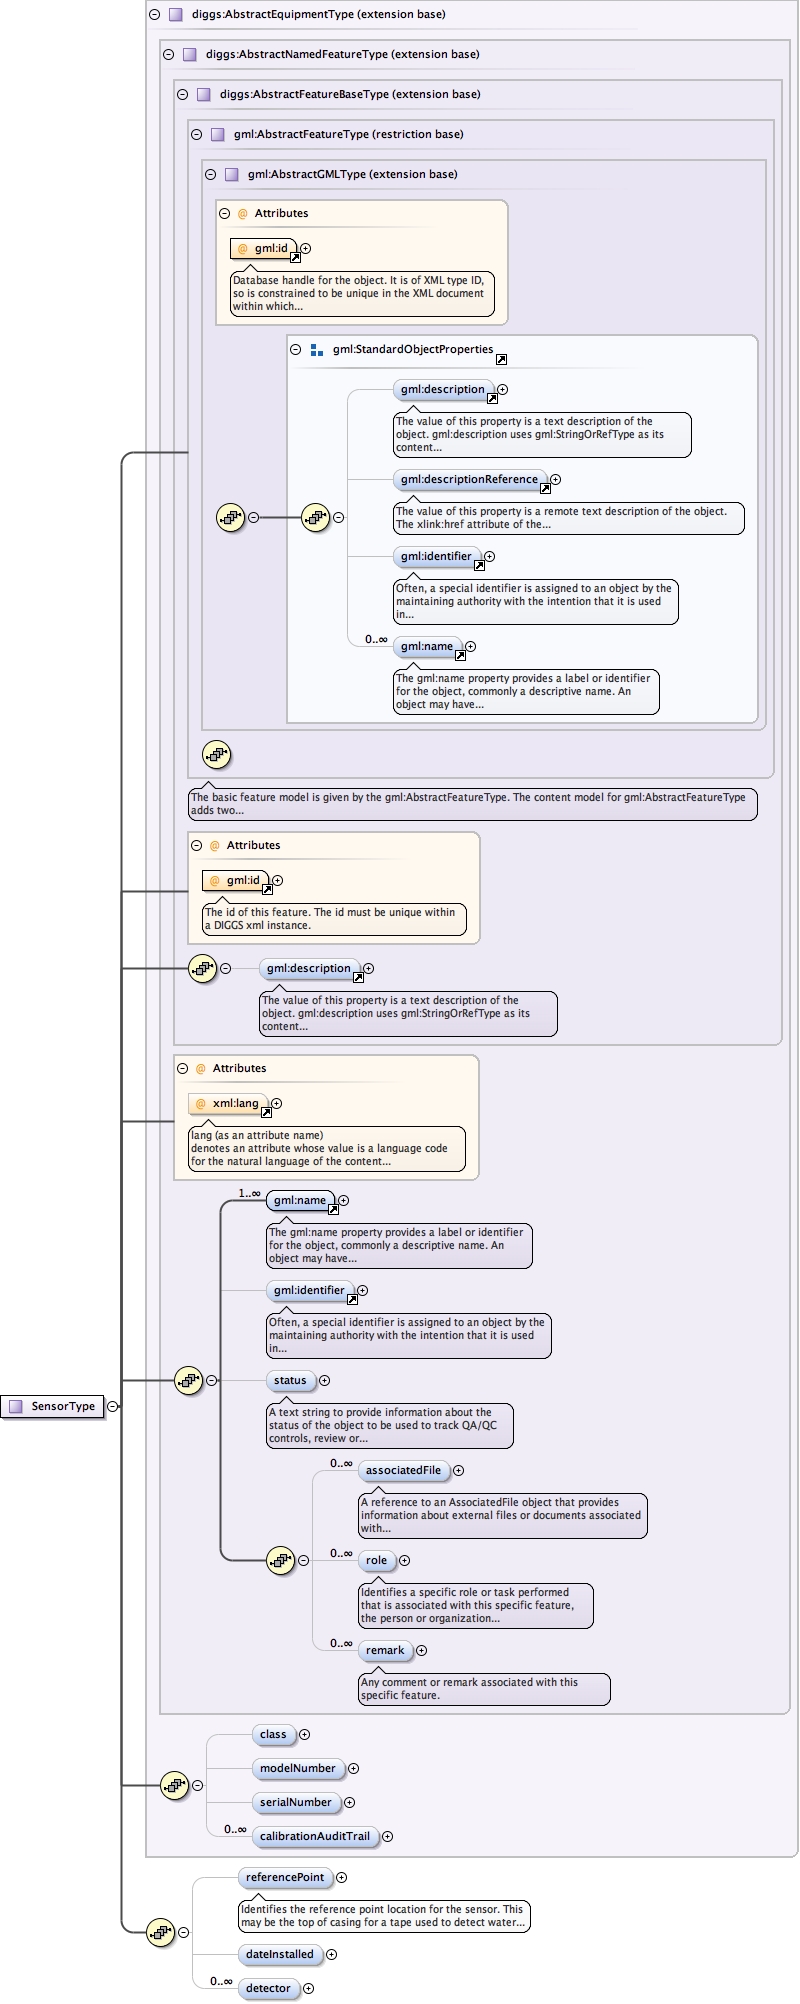 diggs:AbstractEquipmentType (extension base)
diggs:AbstractNamedFeatureType (extension base)
diggs:AbstractFeatureBaseType (extension base)
gml:AbstractFeatureType (restriction base)
gml:AbstractGMLType (extension base)
@ Attributes
@ gml:id
Database handle for the object. It is of XML type ID,
so is constrained to be unique in the XML document
within which...
gml:StandardObjectProperties
gml:description
The value of this property is a text description of the
object. gml:description uses gml:StringOrRefType as its
content...
gml:descriptionReference
The value of this property is a remote text description of the object.
The xlink:href attribute of the...
gml:identifier
Often, a special identifier is assigned to an object by the
maintaining authority with the intention that it is used
in...
0..∞
gml:name
The gml:name property provides a label or identifier
for the object, commonly a descriptive name. An
object may have...
The basic feature model is given by the gml:AbstractFeatureType. The content model for gml:AbstractFeatureType
adds two...
@ Attributes
@ gml:id
The id of this feature. The id must be unique within
a DIGGS xml instance.
gml:description
The value of this property is a text description of the
object. gml:description uses gml:StringOrRefType as its
content...
@ Attributes
@ xml:lang
lang (as an attribute name)
denotes an attribute whose value is a language code
for the natural language of the content...
1..∞
gml:name
The gml:name property provides a label or identifier
for the object, commonly a descriptive name. An
object may have...
gml:identifier
Often, a special identifier is assigned to an object by the
maintaining authority with the intention that it is used
in...
status
A text string to provide information about the
status of the object to be used to track QA/QC
controls, review or...
SensorType
0..∞
associatedFile
A reference to an AssociatedFile object that provides
information about external files or documents associated
with...
0..∞
role
Identifies a specific role or task performed
that is associated with this specific feature,
the person or organization...
0..∞
remark
Any comment or remark associated with this
specific feature.
class
modelNumber
serialNumber
0..∞
calibrationAuditTrail
referencePoint
Identifies the reference point location for the sensor. This
may be the top of casing for a tape used to detect water...
dateInstalled
0..∞
detector